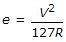 e = V²/127R